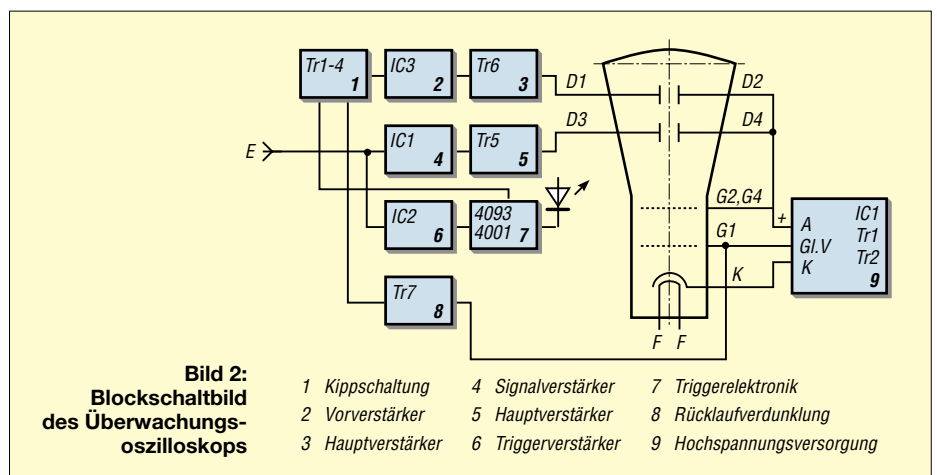 Tr1-4 IC3 Tr6 D1 D2
1 2 3
D3 D4
E IC1 Tr5
4 5
G2,G4
IC2 4093
4001
6 7
G1
+ A IC1
Gl.V Tr1
K Tr2
9
K
Tr7
8
F F
Bild 2:
Blockschaltbild
des Überwachungs-
oszilloskops
1 Kippschaltung 4 Signalverstärker 7 Triggerelektronik
2 Vorverstärker 5 Hauptverstärker 8 Rücklaufverdunklung
3 Hauptverstärker 6 Triggerverstärker 9 Hochspannungsversorgung